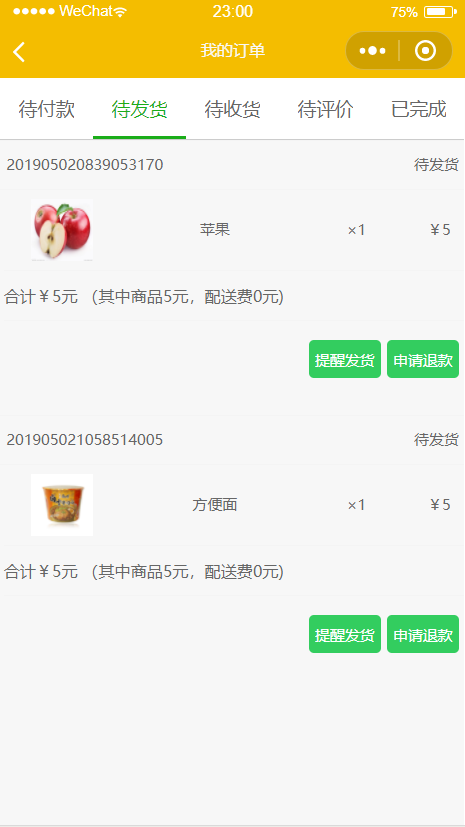 WeChat 23:00 75%
我的订单
待付款 待发货 待收货 待评价 已完成
201905020839053170 待发货
苹果 ×1 ￥5
合计￥5元 （其中商品5元，配送费0元）
提醒发货 申请退款
201905021058514005 待发货
方便面 ×1 ￥5
合计￥5元 （其中商品5元，配送费0元）
提醒发货 申请退款